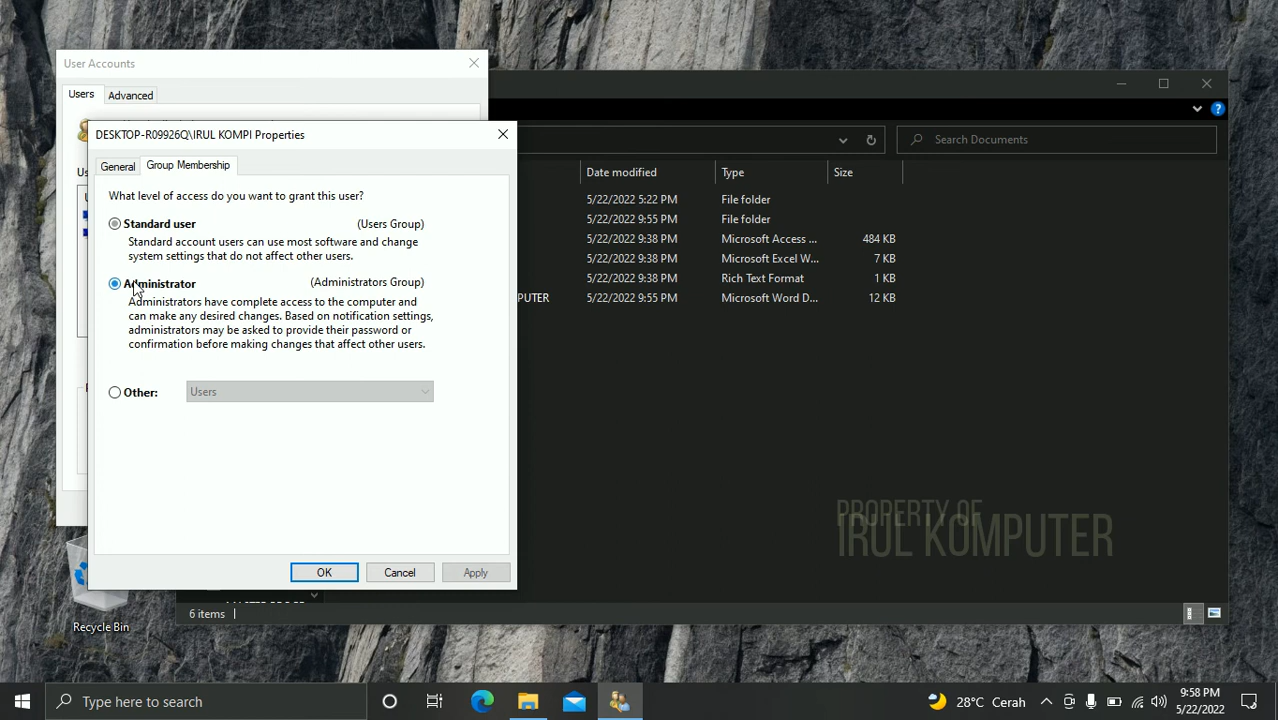 User Accounts
Users
Advanced
DESKTOP-R09926Q\IRUL KOMPI Properties
General
Group Membership
What level of access do you want to grant this user?
Standard user
(Users Group)
Standard account users can use most software and change
system settings that do not affect other users.
Administrator
(Administrators Group)
Administrators have complete access to the computer and
can make any desired changes. Based on notification settings,
administrators may be asked to provide their password or
confirmation before making changes that affect other users.
Other:
Users
OK
Cancel
Apply
Search Documents
Date modified
Type
Size
5/22/2022 5:22 PM
File folder
5/22/2022 9:55 PM
File folder
5/22/2022 9:38 PM
Microsoft Access ...
484 KB
5/22/2022 9:38 PM
Microsoft Excel W...
7 KB
5/22/2022 9:38 PM
Rich Text Format
1 KB
PUTER
5/22/2022 9:55 PM
Microsoft Word D...
12 KB
PROPERTY OF
IRUL KOMPUTER
6 items
Recycle Bin
Type here to search
28°C Cerah
9:58 PM
5/22/2022